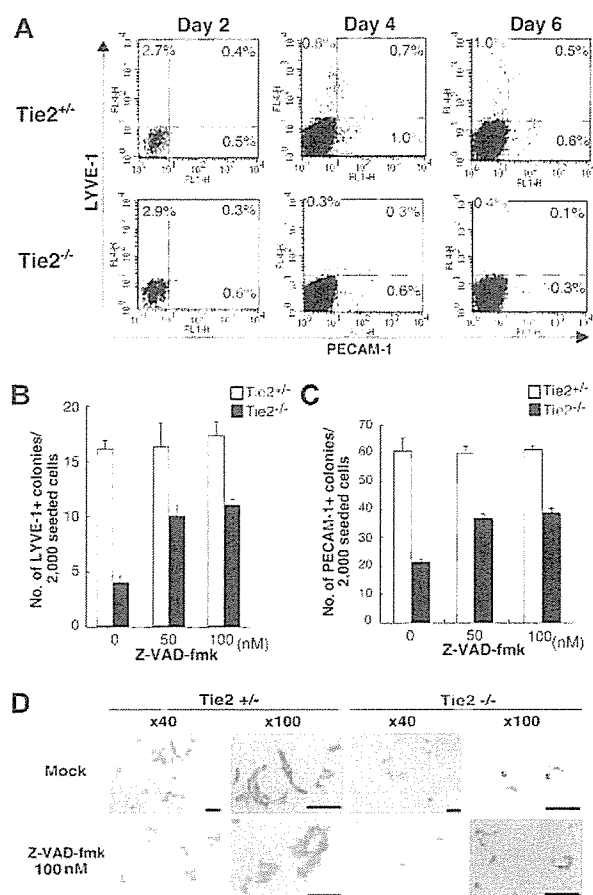 A
Day 2
Day 4
Day 6
Tie2+/-
2.7%
0.4%
0.5%
0.7%
1.0%
1.0
0.5%
0.6%
LYVE-1
Tie2-/-
2.9%
0.3%
0.6%
0.3%
0.3%
0.6%
0.4%
0.1%
0.3%
FL1-H
PECAM-1
B
Tie2+/-
Tie2-/-
No. of LYVE-1+ colonies/
2,000 seeded cells
20
15
10
5
0
0
50
100
(nM)
Z-VAD-fmk
C
Tie2+/-
Tie2-/-
No. of PECAM-1+ colonies/
2,000 seeded cells
70
60
50
40
30
20
10
0
0
50
100
(nM)
Z-VAD-fmk
D
Tie2 +/-
Tie2 -/-
x40
x100
x40
x100
Mock
Z-VAD-fmk
100 nM